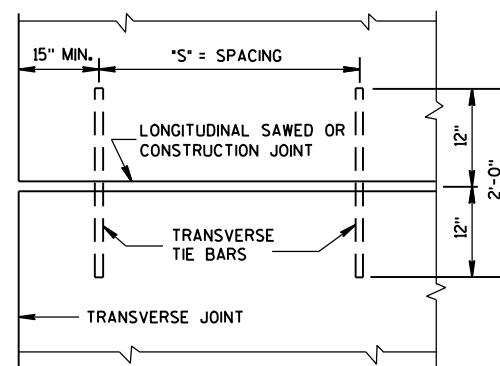 15" MIN.
"S" = SPACING
LONGITUDINAL SAWED OR
CONSTRUCTION JOINT
12"
2'-0"
12"
TRANSVERSE
TIE BARS
TRANSVERSE JOINT